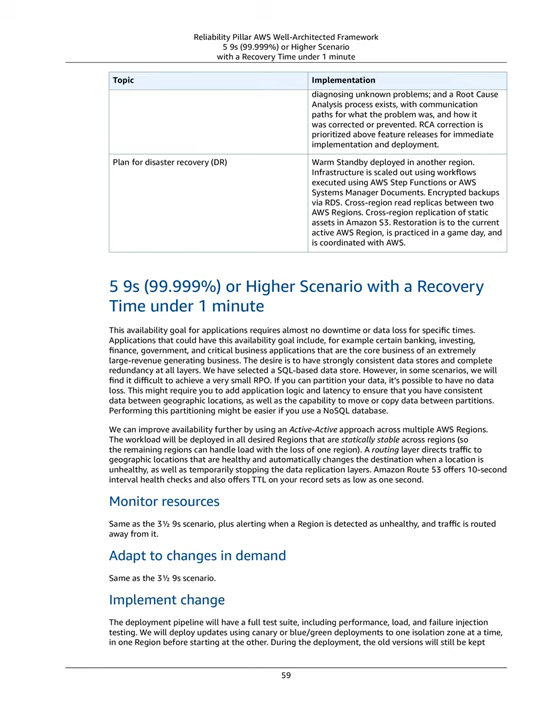 Reliability Pillar AWS Well-Architected Framework
5 9s (99.999%) or Higher Scenario
with a Recovery Time under 1 minute
Topic
Implementation
diagnosing unknown problems; and a Root Cause
Analysis process exists, with communication
paths for what the problem was, and how it
was corrected or prevented. RCA correction is
prioritized above feature releases for immediate
implementation and deployment.
Plan for disaster recovery (DR)
Warm Standby deployed in another region.
Infrastructure is scaled out using workflows
executed using AWS Step Functions or AWS
Systems Manager Documents. Encrypted backups
via RDS. Cross-region read replicas between two
AWS Regions. Cross-region replication of static
assets in Amazon S3. Restoration is to the current
active AWS Region, is practiced in a game day, and
is coordinated with AWS.
5 9s (99.999%) or Higher Scenario with a Recovery
Time under 1 minute
This availability goal for applications requires almost no downtime or data loss for specific times.
Applications that could have this availability goal include, for example certain banking, investing,
finance, government, and critical business applications that are the core business of an extremely
large-revenue generating business. The desire is to have strongly consistent data stores and complete
redundancy at all layers. We have selected a SQL-based data store. However, in some scenarios, we will
find it difficult to achieve a very small RPO. If you can partition your data, it's possible to have no data
loss. This might require you to add application logic and latency to ensure that you have consistent
data between geographic locations, as well as the capability to move or copy data between partitions.
Performing this partitioning might be easier if you use a NoSQL database.
We can improve availability further by using an Active-Active approach across multiple AWS Regions.
The workload will be deployed in all desired Regions that are statically stable across regions (so
the remaining regions can handle load with the loss of one region). A routing layer directs traffic to
geographic locations that are healthy and automatically changes the destination when a location is
unhealthy, as well as temporarily stopping the data replication layers. Amazon Route 53 offers 10-second
interval health checks and also offers TTL on your record sets as low as one second.
Monitor resources
Same as the 3½ 9s scenario, plus alerting when a Region is detected as unhealthy, and traffic is routed
away from it.
Adapt to changes in demand
Same as the 3½ 9s scenario.
Implement change
The deployment pipeline will have a full test suite, including performance, load, and failure injection
testing. We will deploy updates using canary or blue/green deployments to one isolation zone at a time,
in one Region before starting at the other. During the deployment, the old versions will still be kept
59